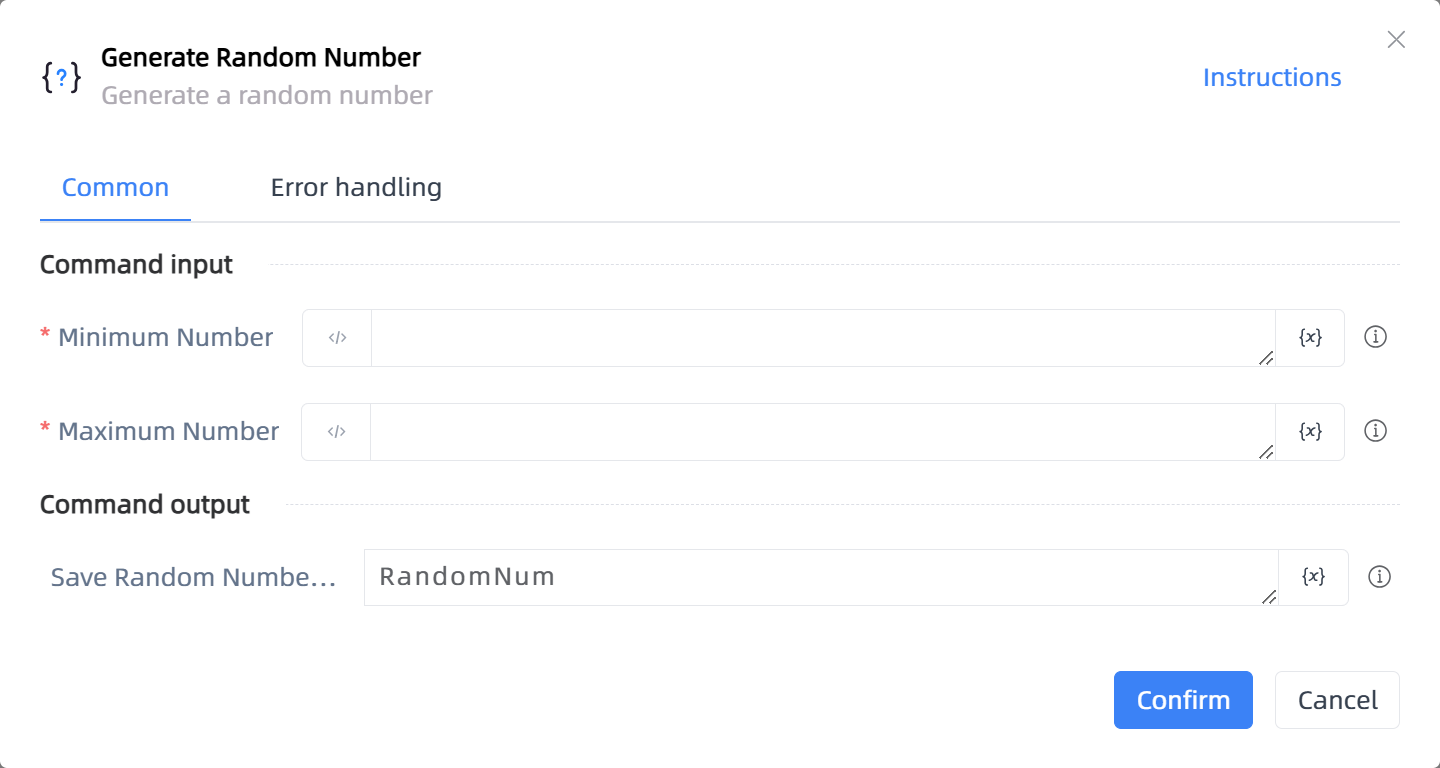 {?}
Generate Random Number
Generate a random number
Instructions
Common
Error handling
Command input
* Minimum Number
</>
{x}
* Maximum Number
</>
{x}
Command output
Save Random Numbe...
RandomNum
{x}
Confirm
Cancel